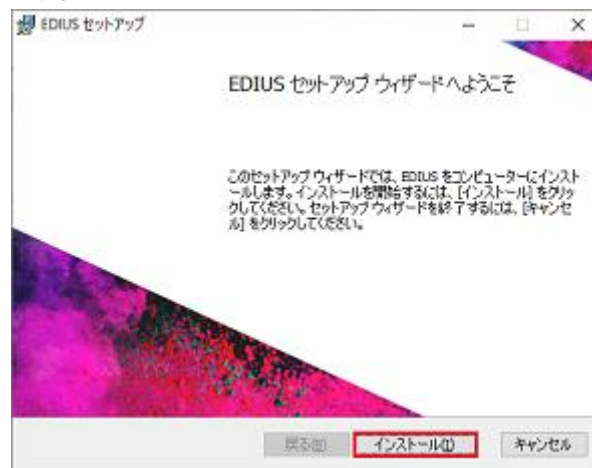 EDIUS セットアップ
EDIUS セットアップ ウィザードへようこそ
このセットアップ ウィザードでは、EDIUS をコンピューターにインスト
ールします。インストールを開始するには、[インストール] をクリッ
クしてください。セットアップ ウィザードを終了するには、[キャンセ
ル] をクリックしてください。
戻る(B)
インストール(I)
キャンセル